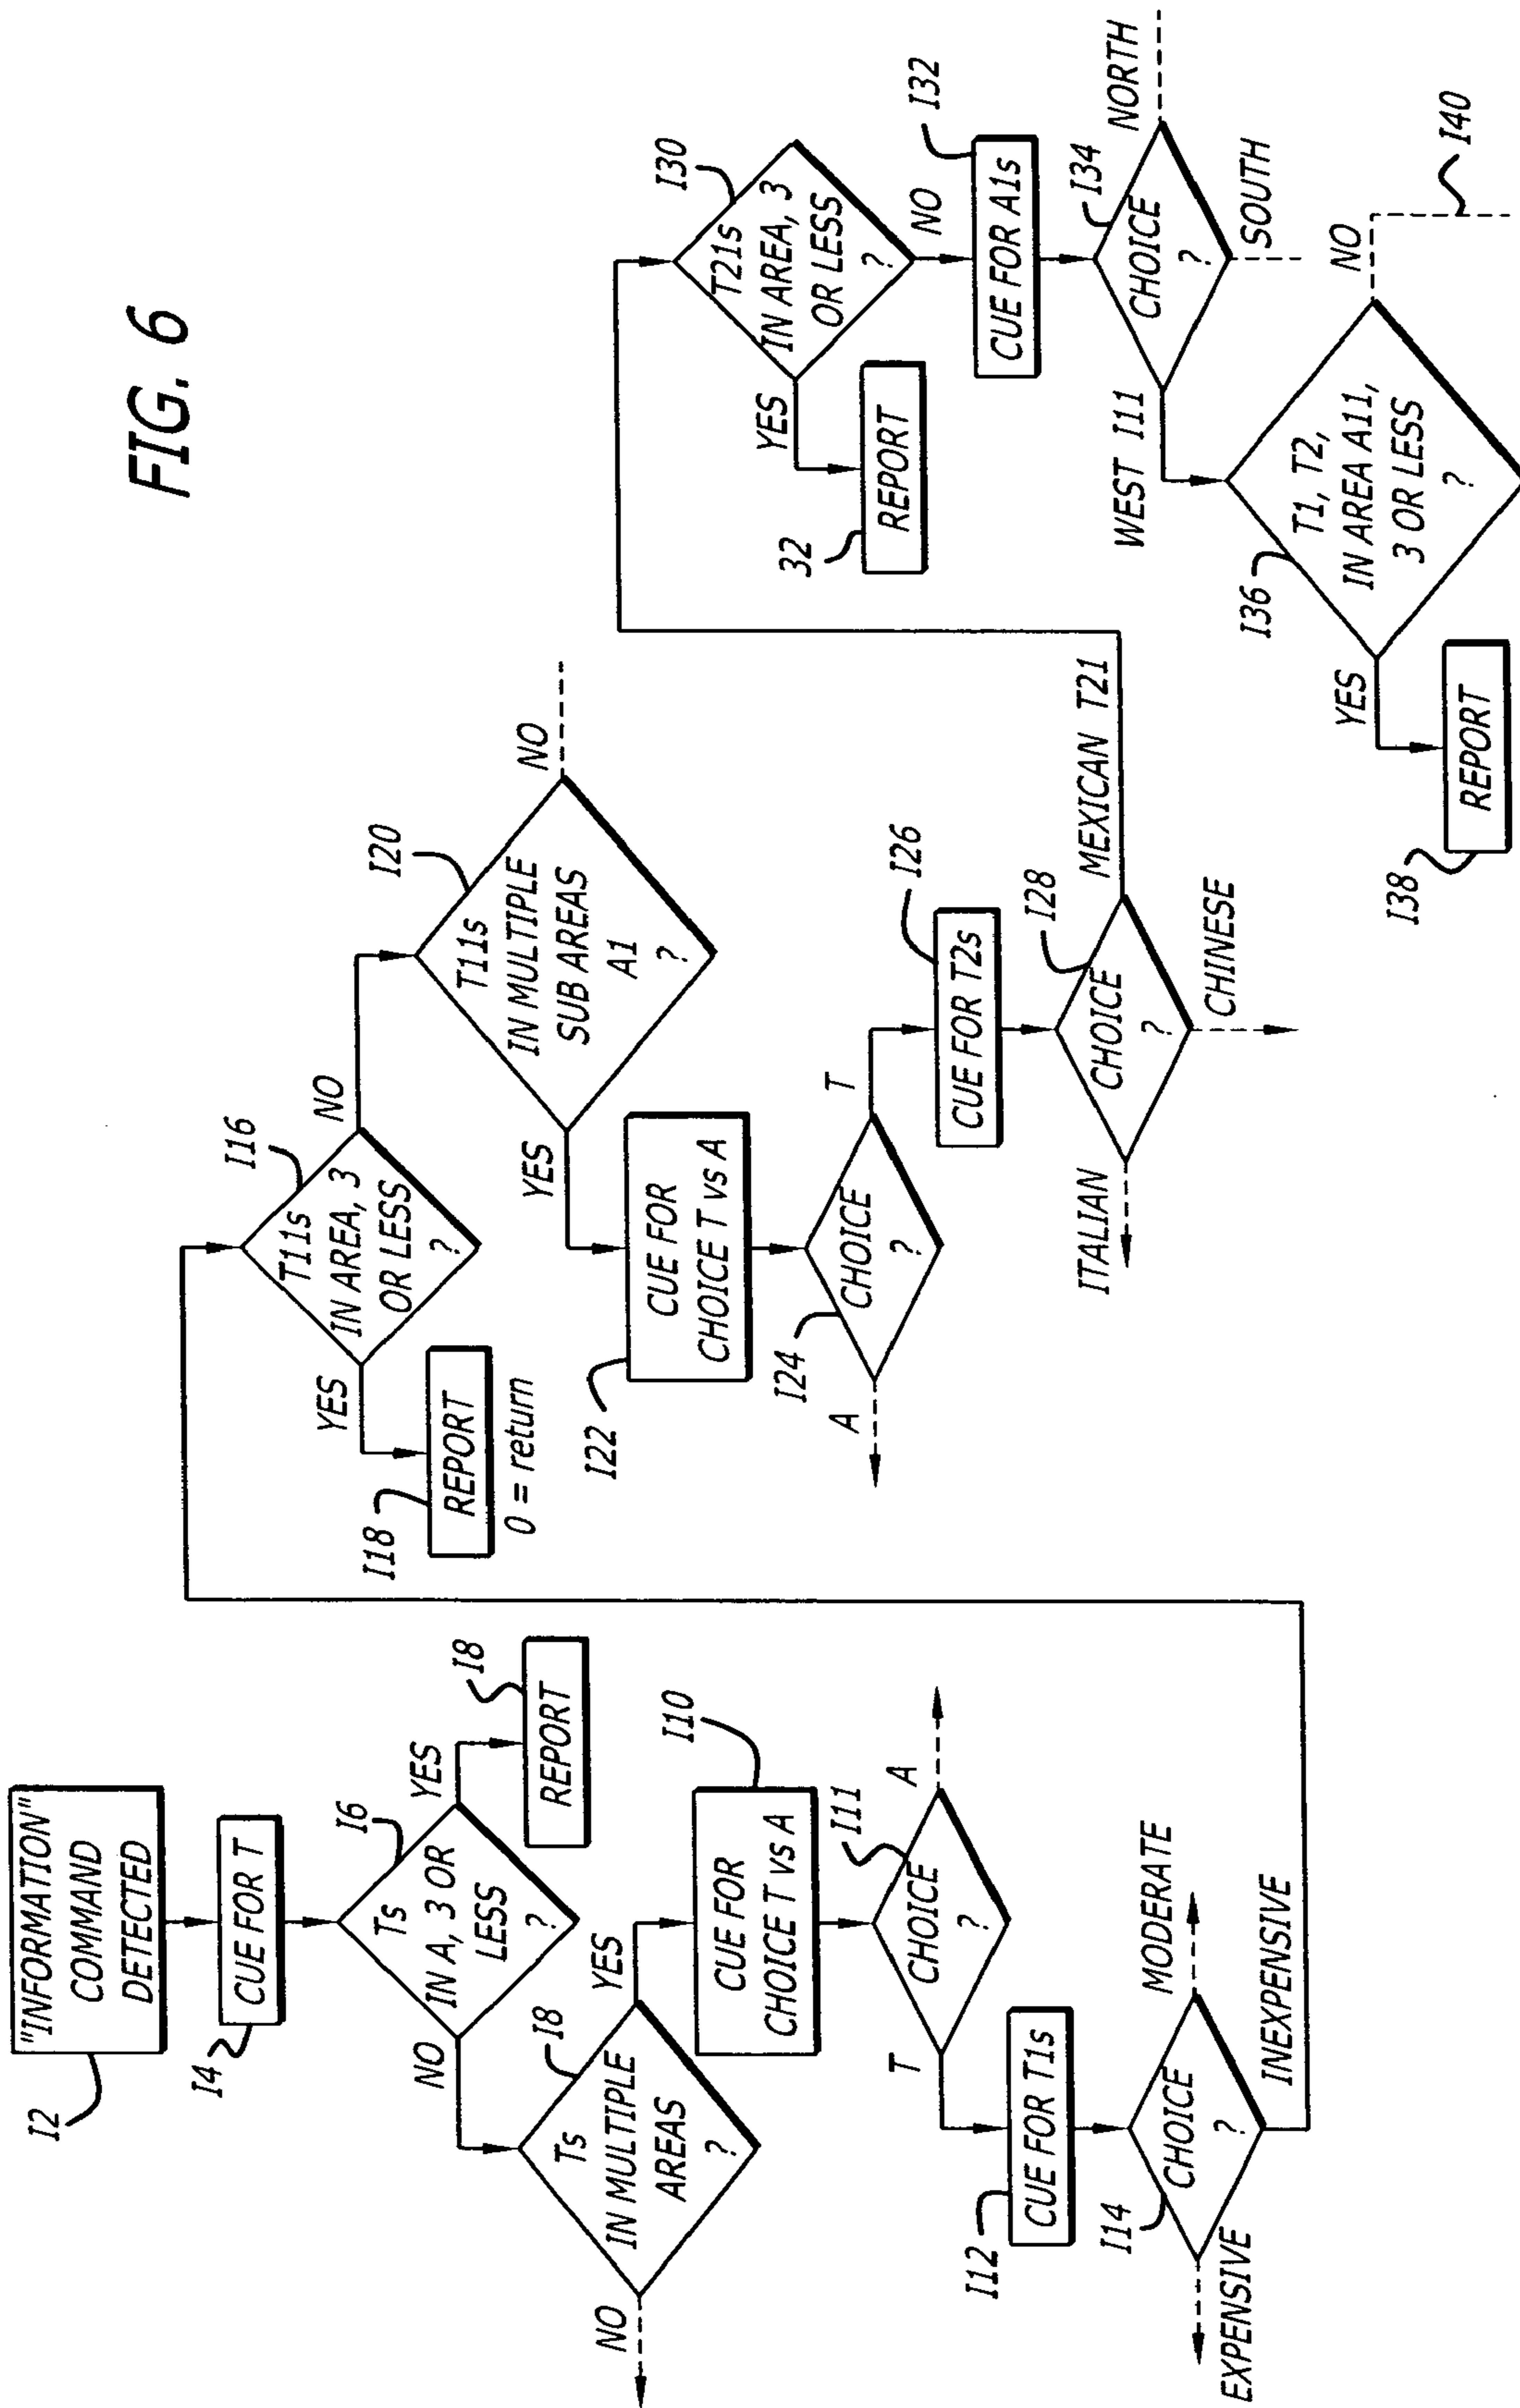 FIG. 6
"INFORMATION"
COMMAND
DETECTED
I2
CUE FOR T
I4
Ts
IN A, 3 OR
LESS
?
I6
YES
REPORT
I8
NO
Ts
IN MULTIPLE
AREAS
?
I8
NO
YES
CUE FOR
CHOICE T vs A
I10
CHOICE
?
I11
A
T
CUE FOR T1s
I12
CHOICE
?
I14
EXPENSIVE
MODERATE
INEXPENSIVE
T11s
IN AREA, 3
OR LESS
?
I16
YES
REPORT
I18
0 = return
NO
T11s
IN MULTIPLE
SUB AREAS
A1
?
I20
NO
YES
CUE FOR
CHOICE T vs A
I22
CHOICE
?
I24
A
T
CUE FOR T2s
I26
CHOICE
?
I28
ITALIAN
CHINESE
MEXICAN T21
T21s
IN AREA, 3
OR LESS
?
I30
YES
REPORT
32
NO
CUE FOR A1s
I32
CHOICE
?
I34
NORTH
SOUTH
WEST I11
T1, T2,
IN AREA A11,
3 OR LESS
?
I36
YES
REPORT
I38
NO
I40